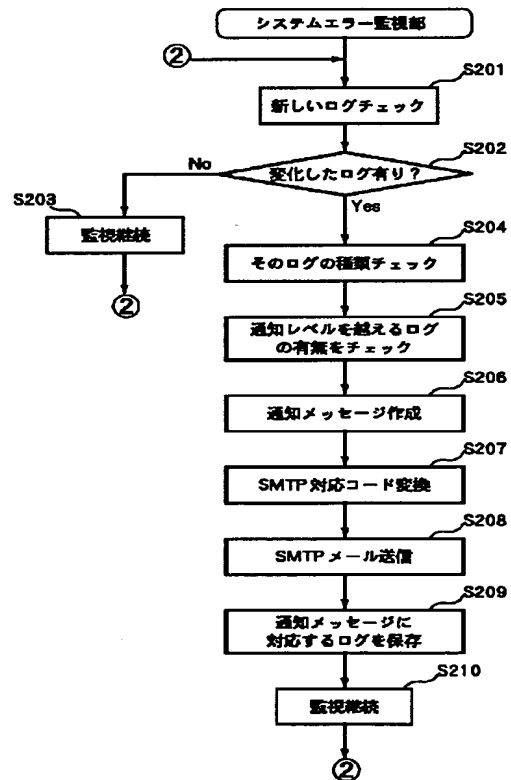 システムエラー監視部
②
S201
新しいログチェック
S202
変化したログ有り？
No
Yes
S203
監視継続
②
S204
そのログの種類チェック
S205
通知レベルを越えるログ
の有無をチェック
S206
通知メッセージ作成
S207
SMTP対応コード変換
S208
SMTPメール送信
S209
通知メッセージに
対応するログを保存
S210
監視継続
②